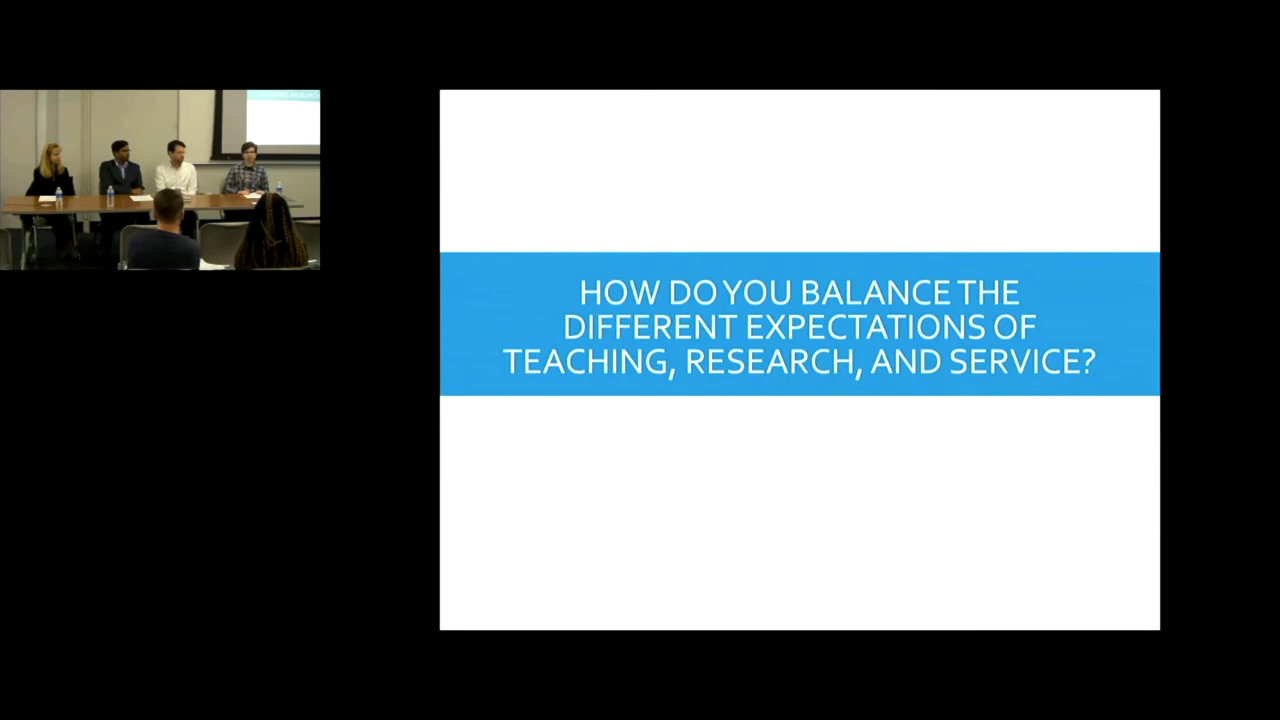 HOW DO YOU BALANCE THE
DIFFERENT EXPECTATIONS OF
TEACHING, RESEARCH, AND SERVICE?